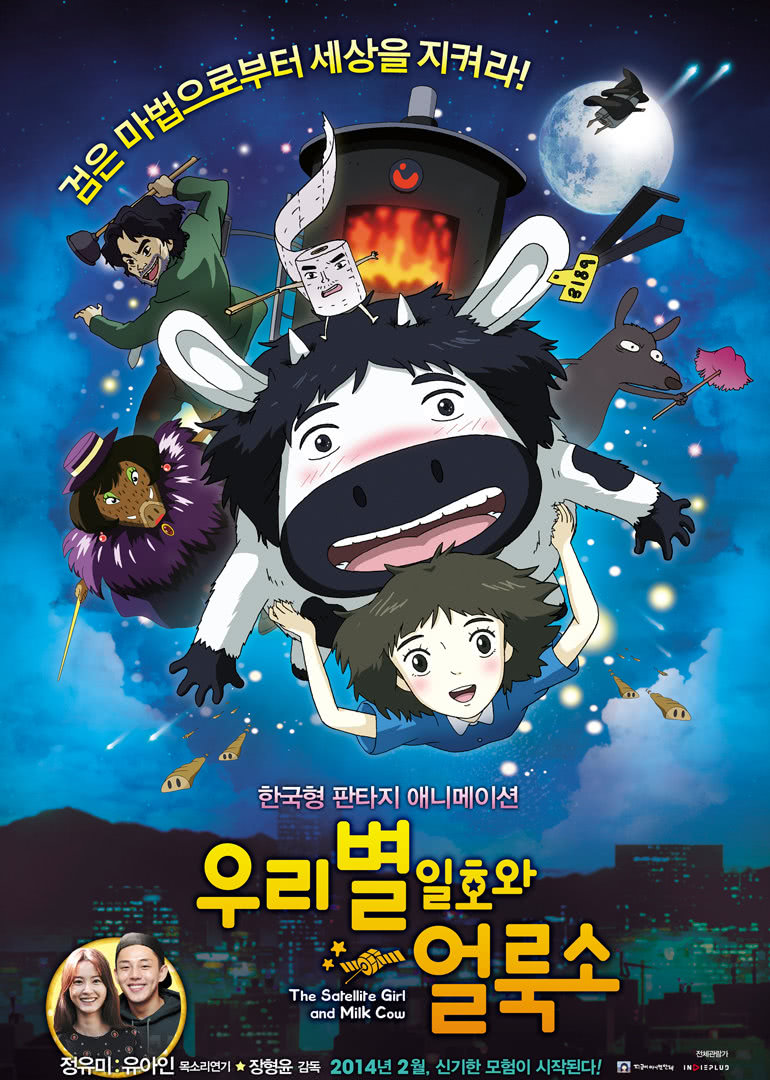 검은 마법으로부터 세상을 지켜라!
8189
한국형 판타지 애니메이션
우리별일호와
얼룩소
The Satellite Girl
and Milk Cow
전체관람가
정유미:유아인 목소리연기 ★ 장형윤 감독 2014년 2월, 신기한 모험이 시작된다!
INDIEPLUG